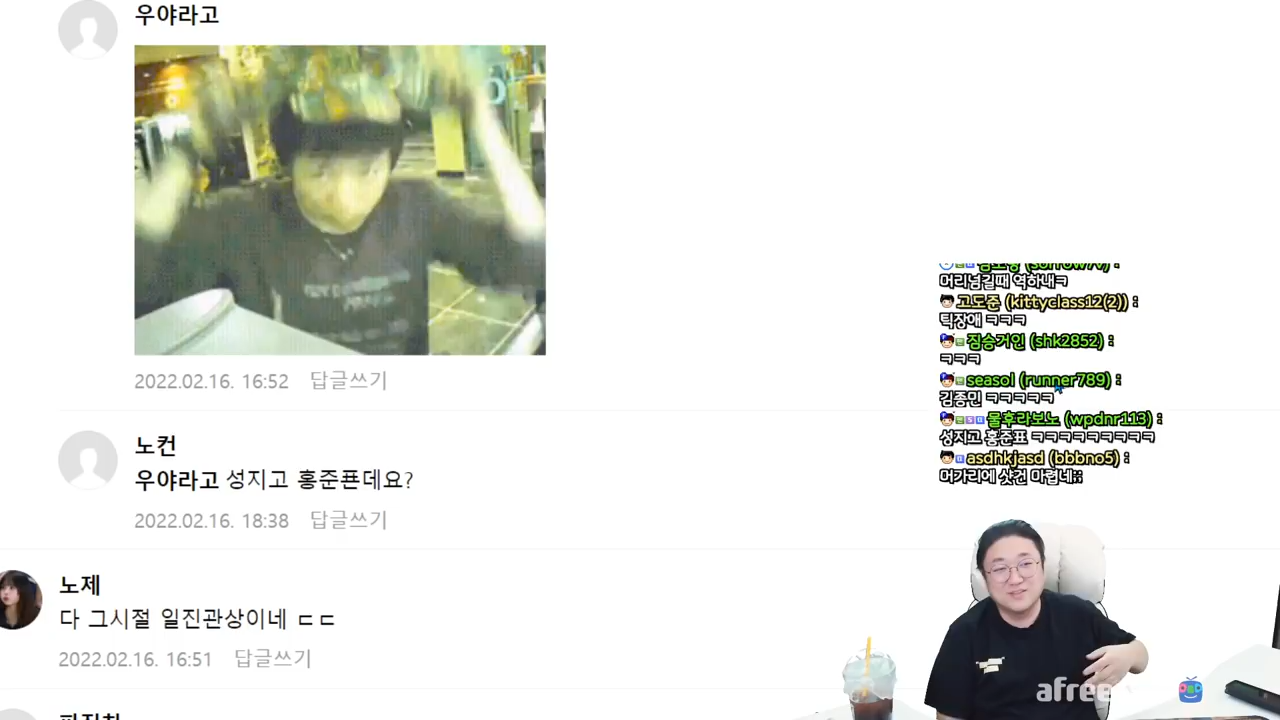 우야라고
2022.02.16. 16:52 답글쓰기
노컨
우야라고 성지고 홍준푠데요?
2022.02.16. 18:38 답글쓰기
노제
다 그시절 일진관상이네 ㄷㄷ
2022.02.16. 16:51 답글쓰기
머리넘길때 역하내ㅋ
고도준 (kittyclass12(2)) :
틱장애 ㅋㅋㅋ
짐승거인 (shk2852) :
ㅋㅋㅋ
seasol (runner789) :
김종민 ㅋㅋㅋㅋㅋ
물후라보노 (wpdnr113) :
성지고 홍준표 ㅋㅋㅋㅋㅋㅋㅋㅋㅋ
asdhkjasd (bbbno5) :
머가리에 샷건 마렵네;;
afree